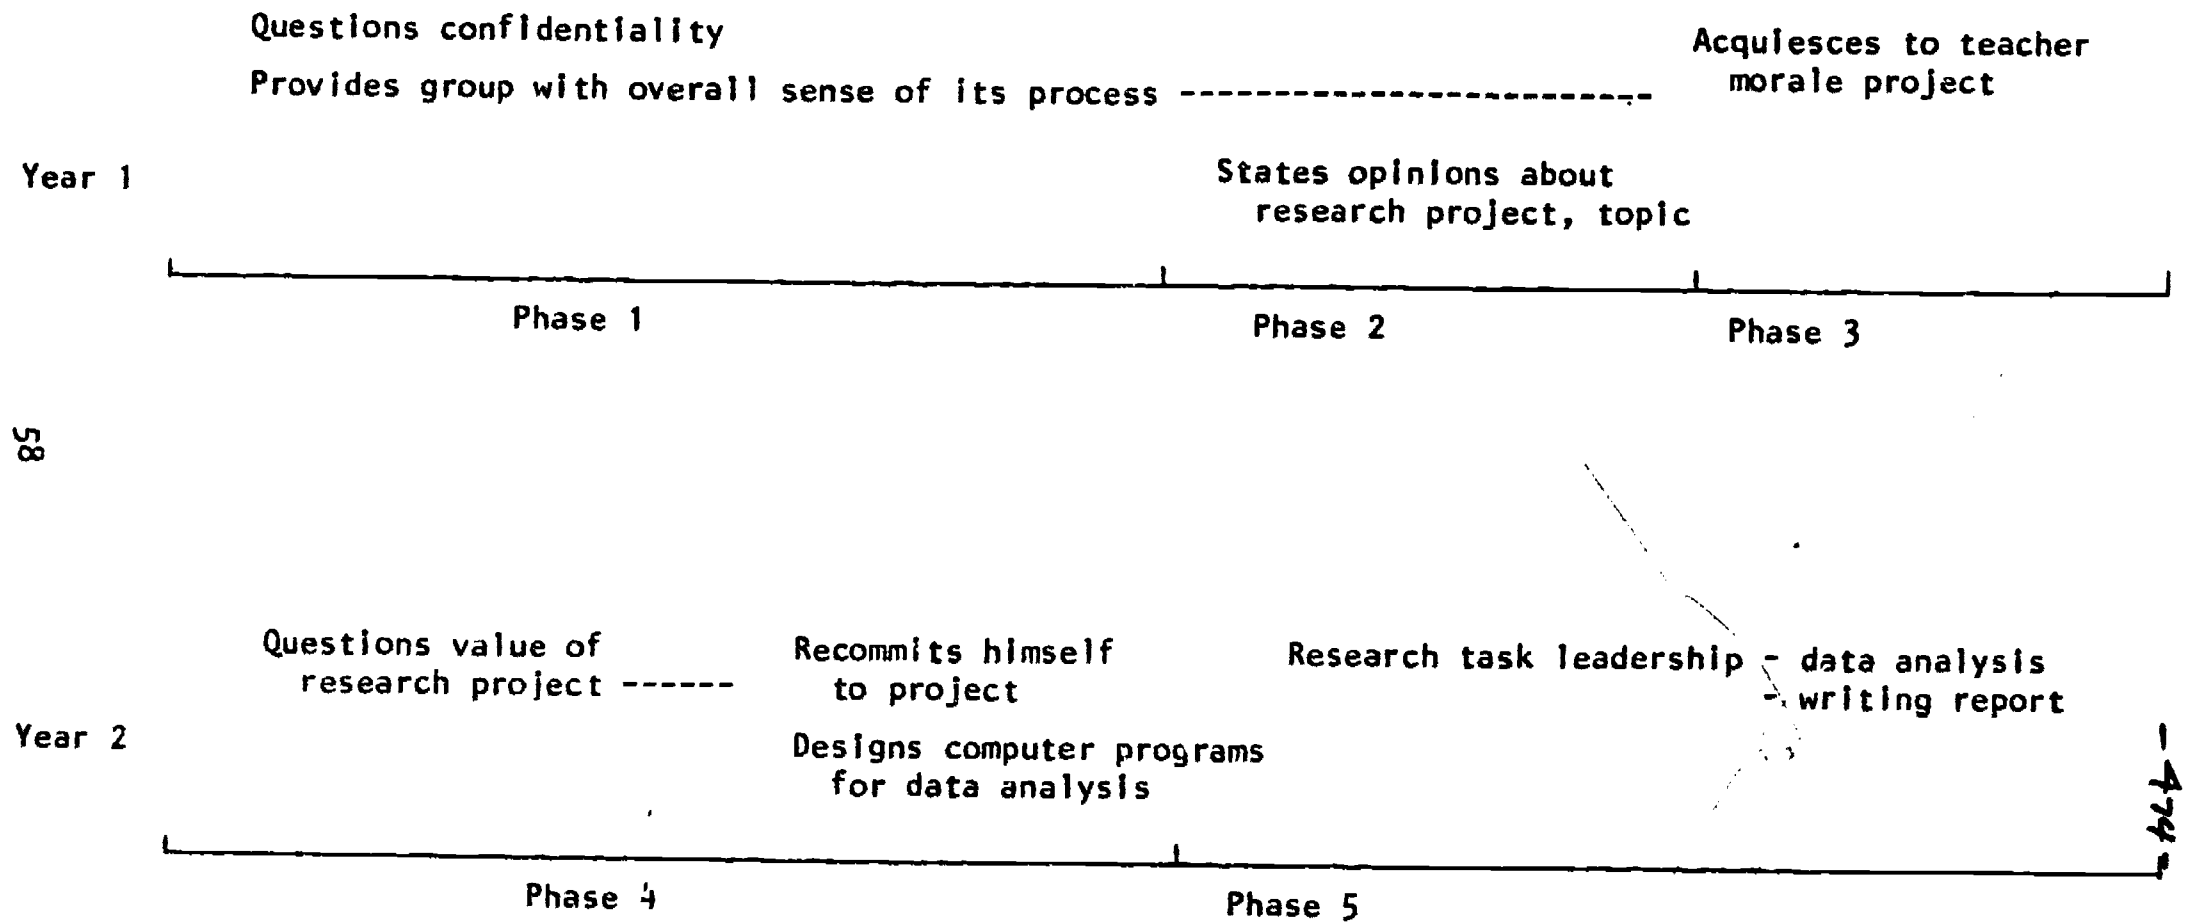 Questions confidentiality
Provides group with overall sense of its process -------------------------
Acquiesces to teacher
morale project
Year 1
States opinions about
research project, topic
Phase 1
Phase 2
Phase 3
58
Questions value of
research project ------
Recommits himself
to project
Research task leadership - data analysis
- writing report
Year 2
Designs computer programs
for data analysis
Phase 4
Phase 5
-474-